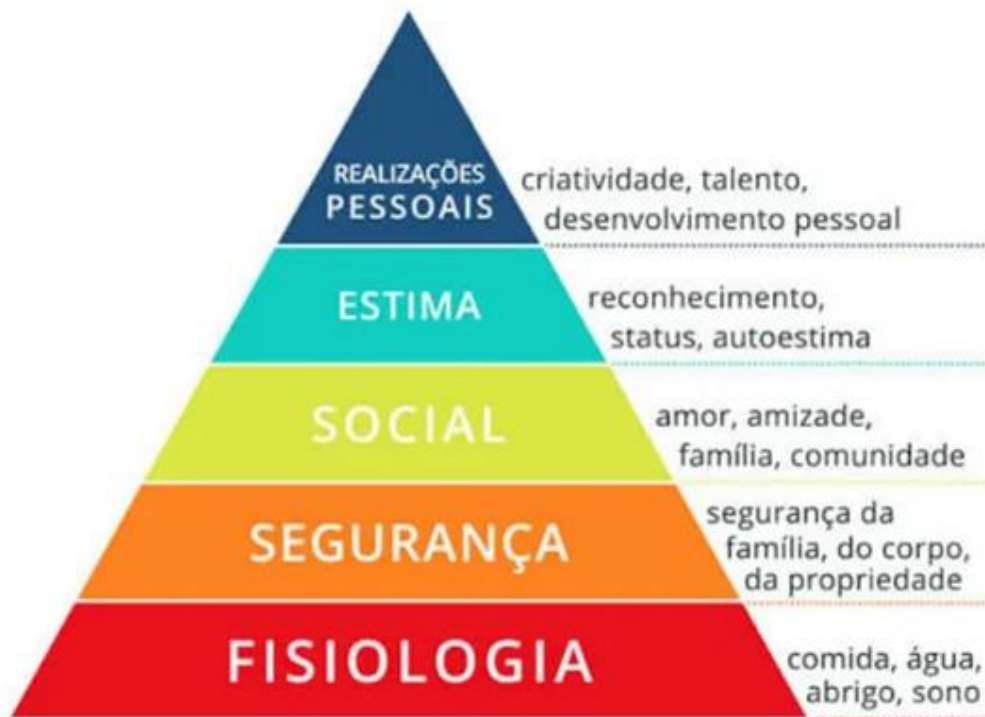 REALIZAÇÕES
PESSOAIS
criatividade, talento,
desenvolvimento pessoal
ESTIMA
reconhecimento,
status, autoestima
SOCIAL
amor, amizade,
família, comunidade
SEGURANÇA
segurança da
família, do corpo,
da propriedade
FISIOLOGIA
comida, água,
abrigo, sono